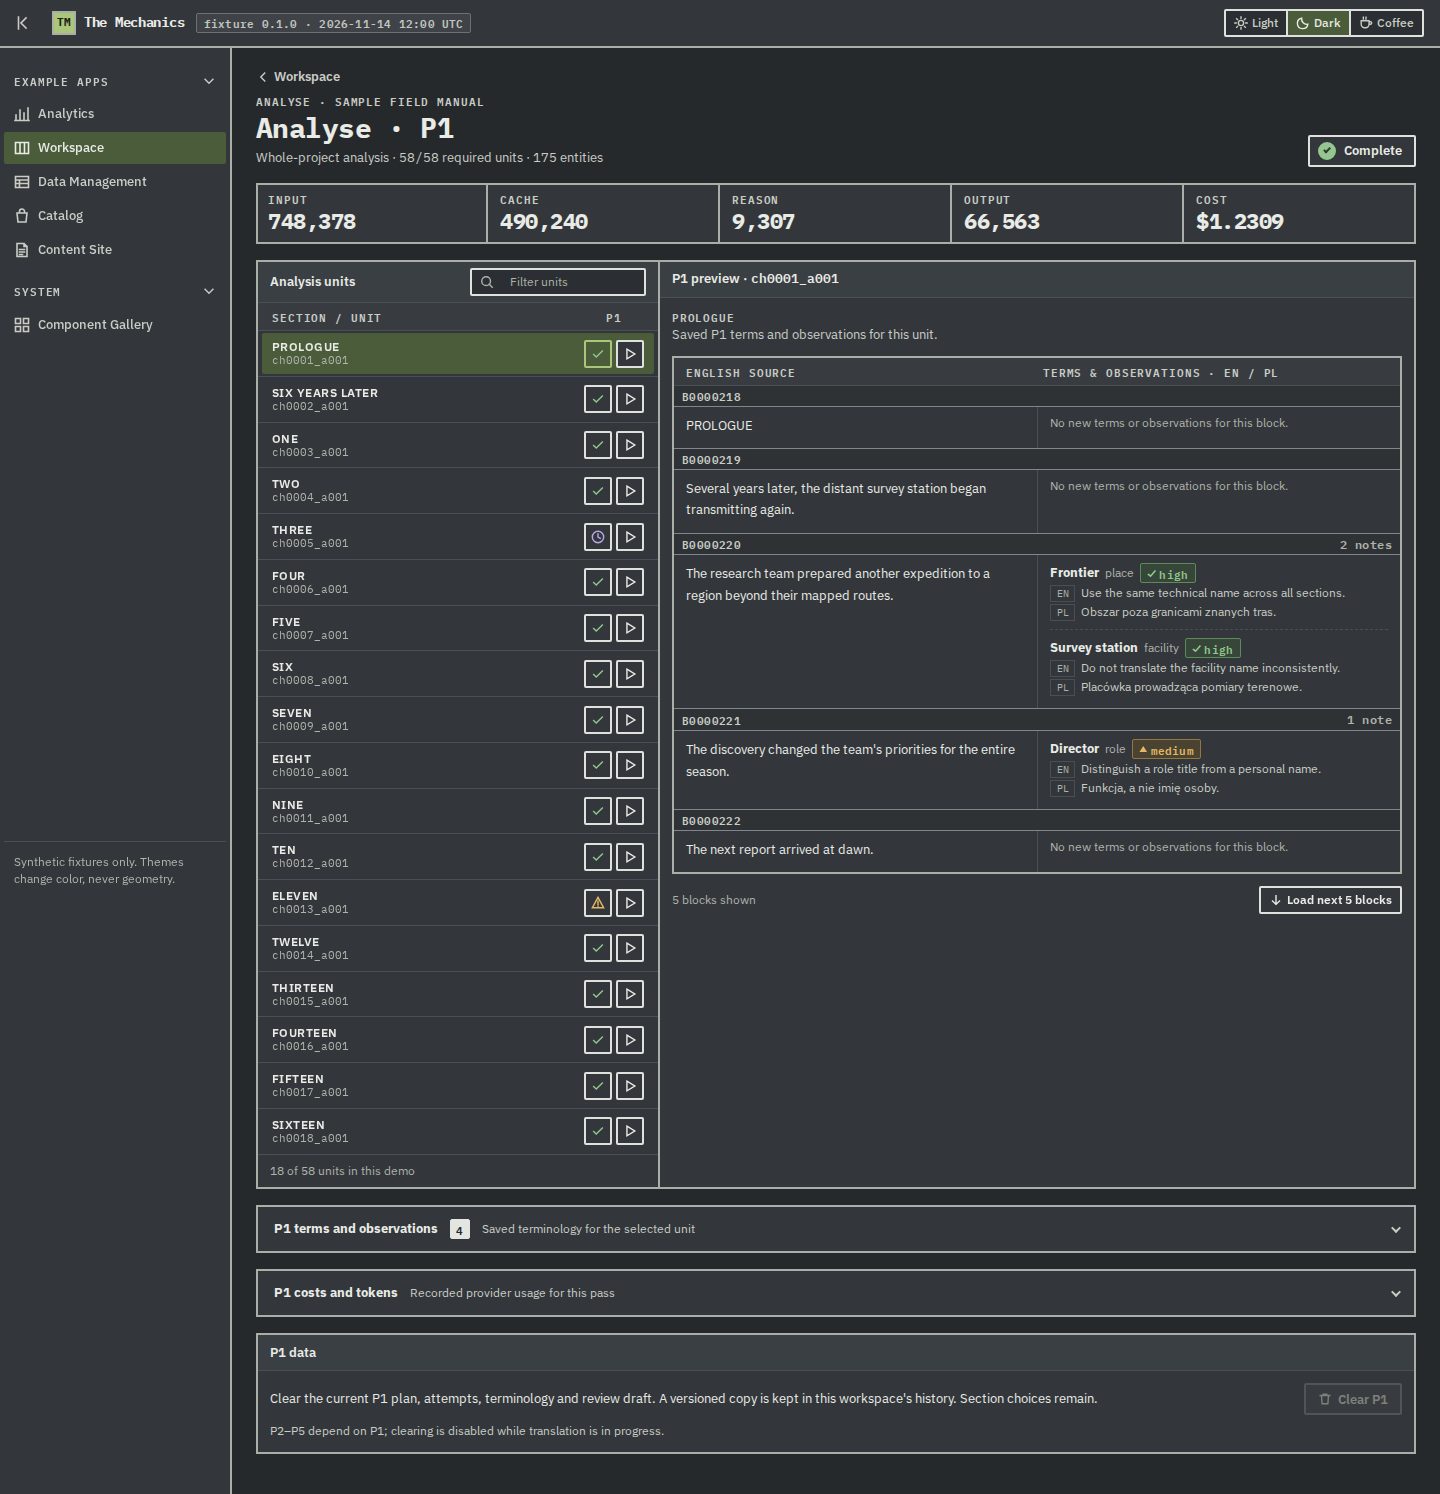 TM The Mechanics fixture 0.1.0 · 2026-11-14 12:00 UTC Light Dark Coffee
EXAMPLE APPS
Analytics
Workspace
Data Management
Catalog
Content Site
SYSTEM
Component Gallery
Synthetic fixtures only. Themes
change color, never geometry.
Workspace
ANALYSE · SAMPLE FIELD MANUAL
Analyse · P1
Whole-project analysis · 58/58 required units · 175 entities
Complete
INPUT
748,378
CACHE
490,240
REASON
9,307
OUTPUT
66,563
COST
$1.2309
Analysis units Filter units
SECTION / UNIT P1
PROLOGUE
ch0001_a001
SIX YEARS LATER
ch0002_a001
ONE
ch0003_a001
TWO
ch0004_a001
THREE
ch0005_a001
FOUR
ch0006_a001
FIVE
ch0007_a001
SIX
ch0008_a001
SEVEN
ch0009_a001
EIGHT
ch0010_a001
NINE
ch0011_a001
TEN
ch0012_a001
ELEVEN
ch0013_a001
TWELVE
ch0014_a001
THIRTEEN
ch0015_a001
FOURTEEN
ch0016_a001
FIFTEEN
ch0017_a001
SIXTEEN
ch0018_a001
18 of 58 units in this demo
P1 preview · ch0001_a001
PROLOGUE
Saved P1 terms and observations for this unit.
ENGLISH SOURCE TERMS & OBSERVATIONS · EN / PL
B0000218
PROLOGUE
No new terms or observations for this block.
B0000219
Several years later, the distant survey station began
transmitting again.
No new terms or observations for this block.
B0000220 2 notes
The research team prepared another expedition to a
region beyond their mapped routes.
Frontier place high
EN Use the same technical name across all sections.
PL Obszar poza granicami znanych tras.
Survey station facility high
EN Do not translate the facility name inconsistently.
PL Placówka prowadząca pomiary terenowe.
B0000221 1 note
The discovery changed the team's priorities for the entire
season.
Director role medium
EN Distinguish a role title from a personal name.
PL Funkcja, a nie imię osoby.
B0000222
The next report arrived at dawn.
No new terms or observations for this block.
5 blocks shown Load next 5 blocks
P1 terms and observations 4 Saved terminology for the selected unit
P1 costs and tokens Recorded provider usage for this pass
P1 data
Clear the current P1 plan, attempts, terminology and review draft. A versioned copy is kept in this workspace's history. Section choices remain.
Clear P1
P2–P5 depend on P1; clearing is disabled while translation is in progress.